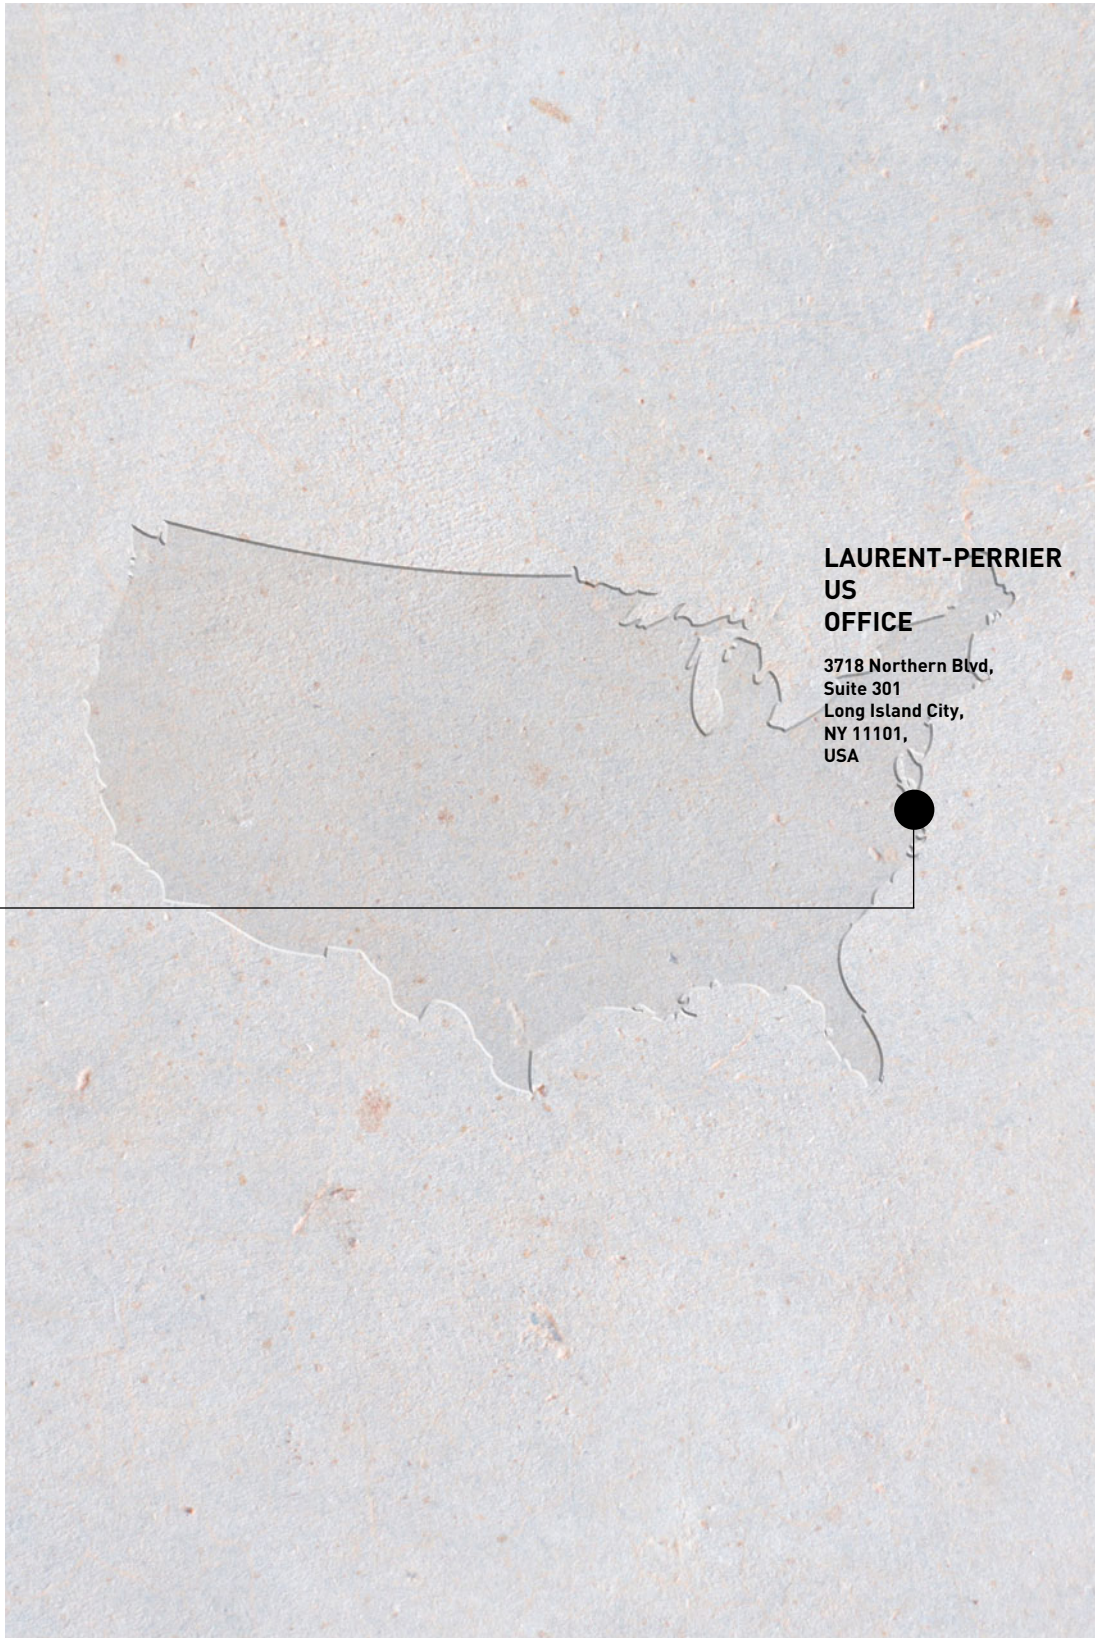 LAURENT-PERRIER
US
OFFICE
3718 Northern Blvd,
Suite 301
Long Island City,
NY 11101,
USA